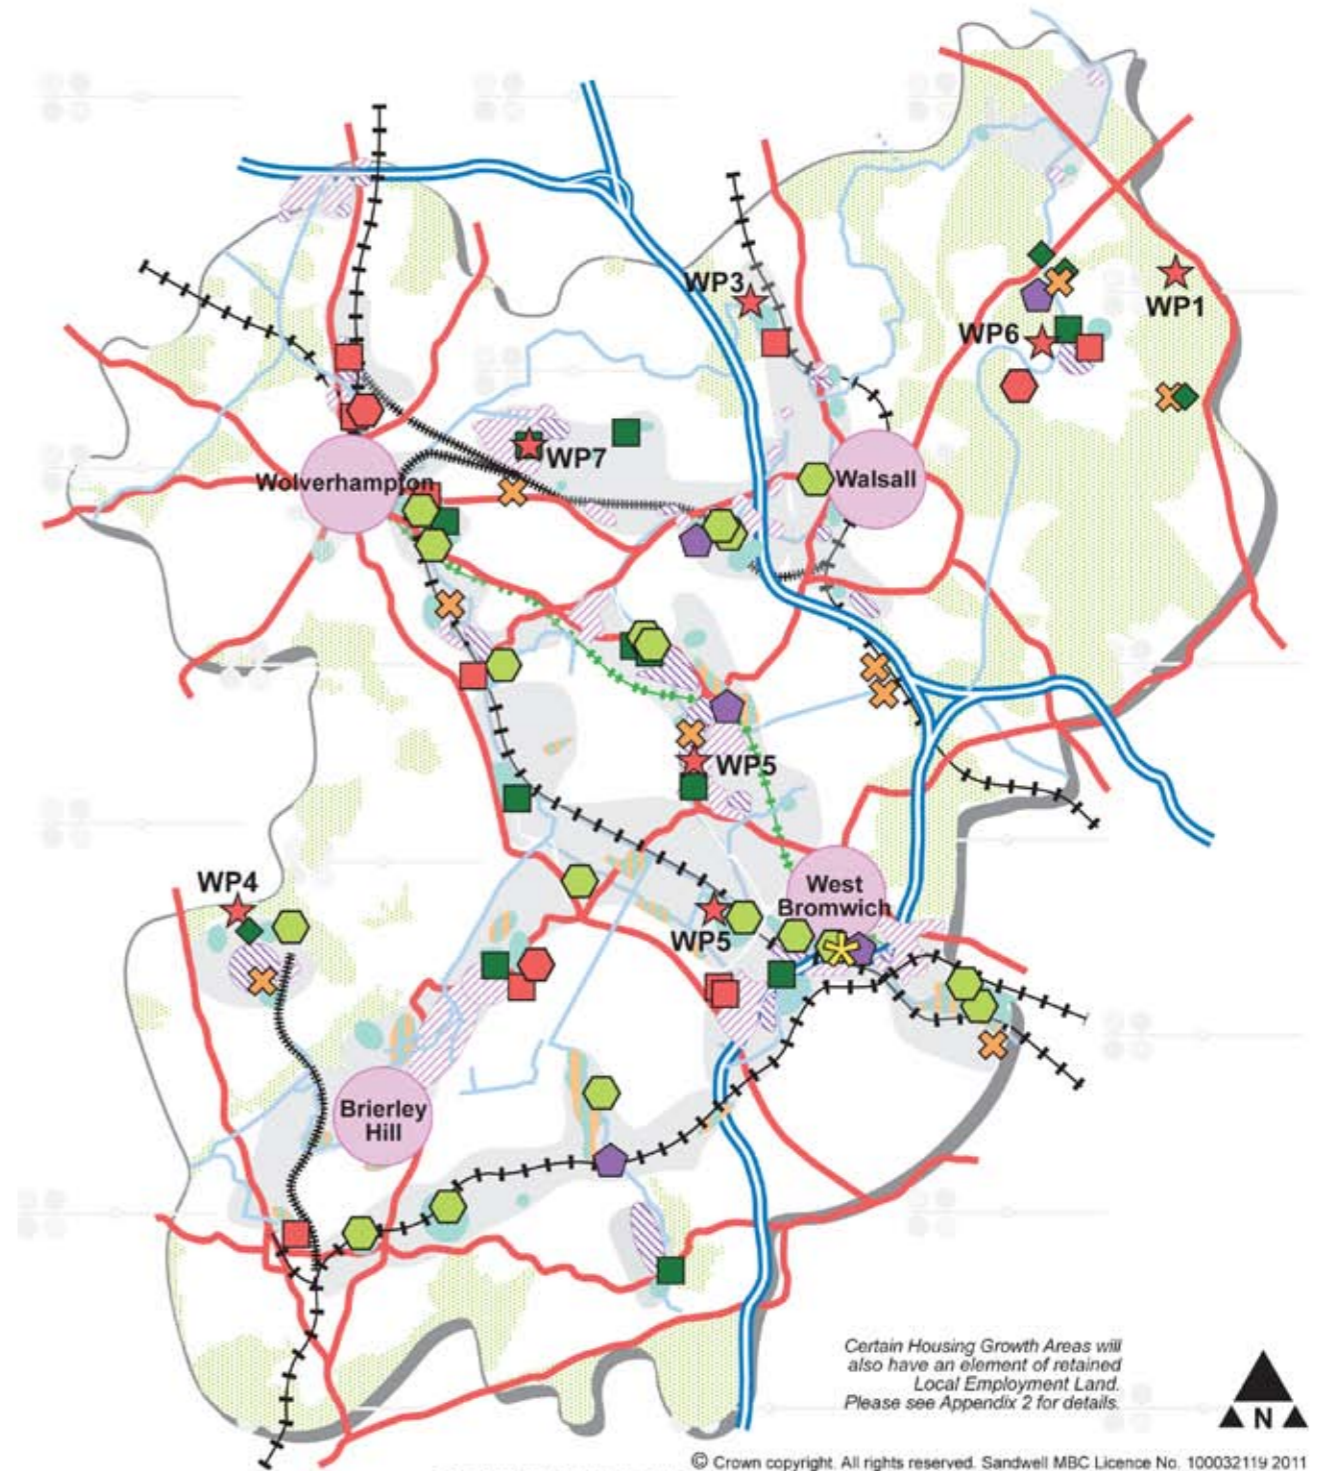 WP3
WP1
WP6
WP7
Wolverhampton
Walsall
WP5
WP4
West
Bromwich
WP5
Brierley
Hill
Certain Housing Growth Areas will
also have an element of retained
Local Employment Land.
Please see Appendix 2 for details.
N
© Crown copyright. All rights reserved. Sandwell MBC Licence No. 100032119 2011